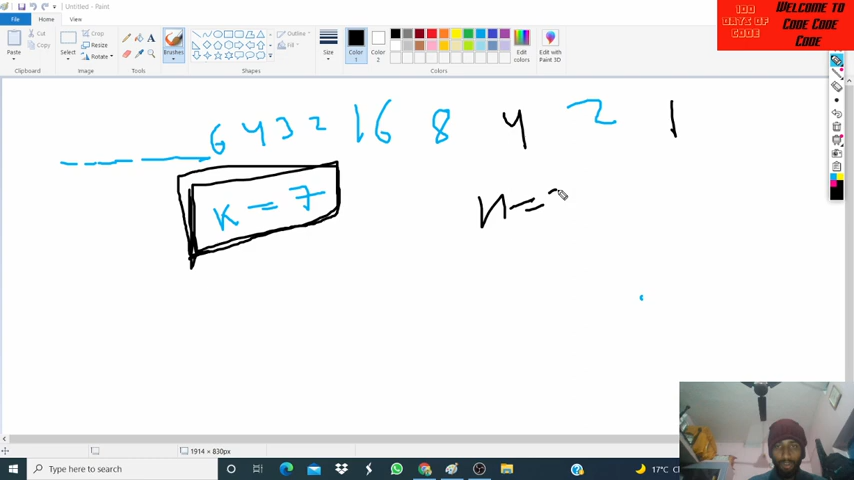 Untitled - Paint
File Home View
Cut
Copy
Paste
Clipboard
Crop
Resize
Rotate
Select
Image
A
Tools
Brushes
Outline
Fill
Shapes
Size
Color 1
Color 2
Colors
Edit colors
Edit with Paint 3D
100 DAYS OF CODE
WELCOME TO
CODE CODE
CODE
64 32 16 8 4 2 1
K = 7
N =
1914 × 830px
Type here to search
17°C